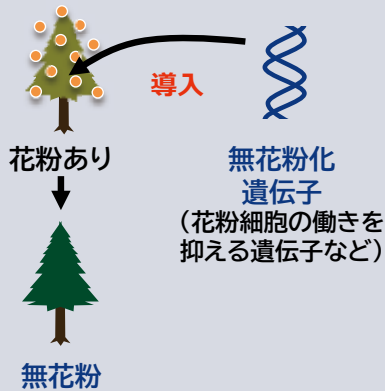 導入
花粉あり
無花粉化
遺伝子
（花粉細胞の働きを
抑える遺伝子など）
無花粉